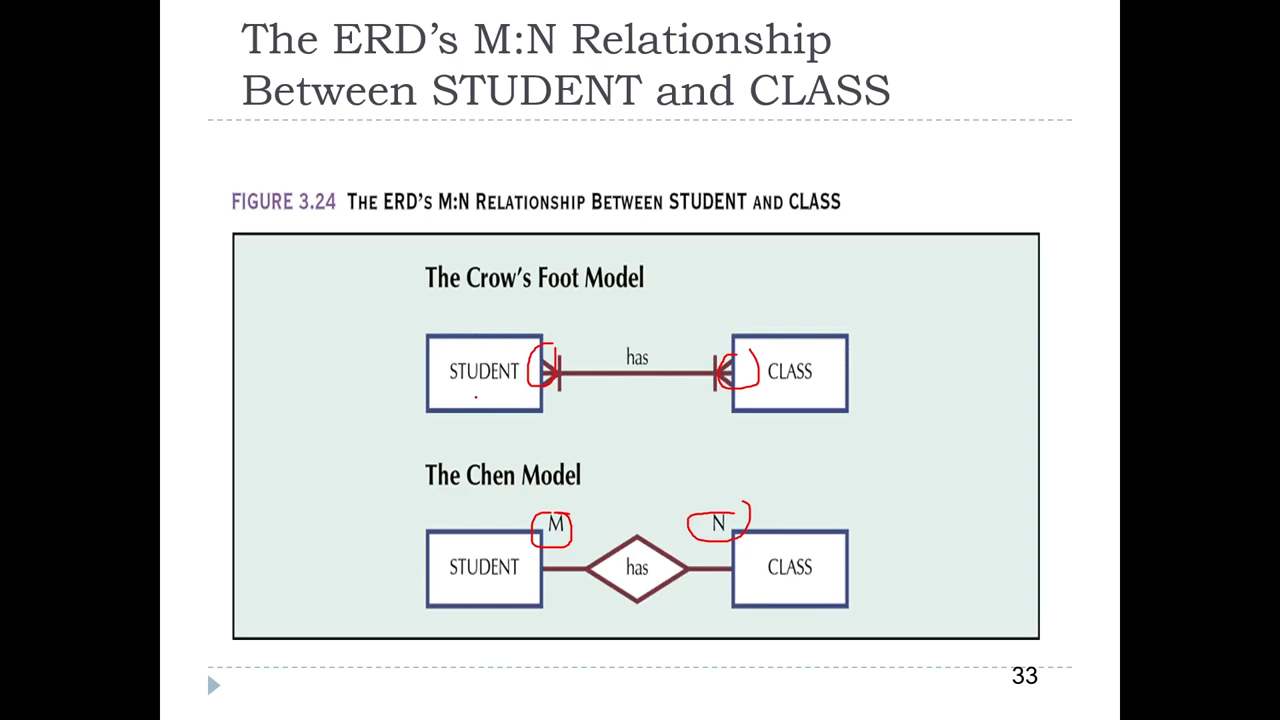 The ERD’s M:N Relationship
Between STUDENT and CLASS
FIGURE 3.24 THE ERD’S M:N RELATIONSHIP BETWEEN STUDENT AND CLASS
The Crow’s Foot Model
STUDENT has CLASS
The Chen Model
M N
STUDENT has CLASS
33